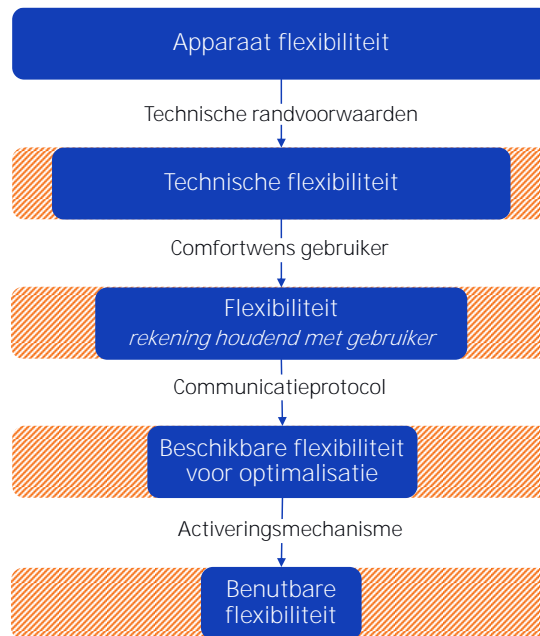 Apparaat flexibiliteit
Technische randvoorwaarden
Technische flexibiliteit
Comfortwens gebruiker
Flexibiliteit
rekening houdend met gebruiker
Communicatieprotocol
Beschikbare flexibiliteit
voor optimalisatie
Activeringsmechanisme
Benutbare
flexibiliteit